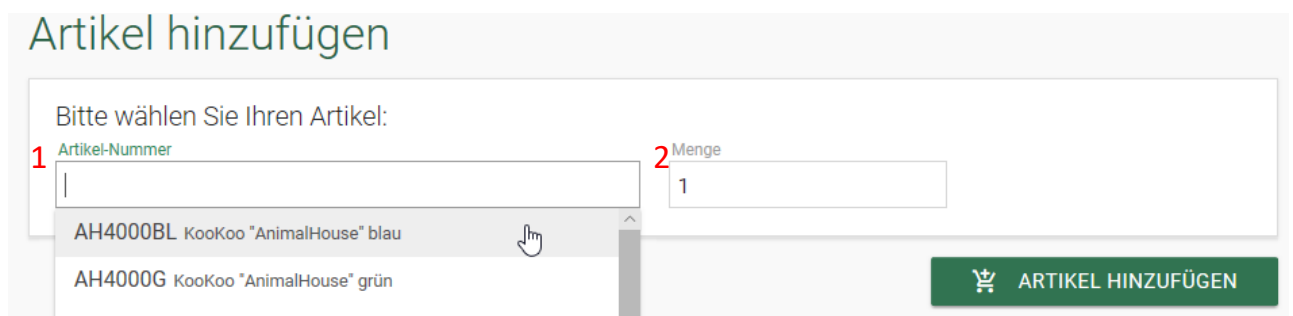 Artikel hinzufügen
Bitte wählen Sie Ihren Artikel:
1 Artikel-Nummer
2 Menge
1
AH4000BL KooKoo "AnimalHouse" blau
AH4000G KooKoo "AnimalHouse" grün
ARTIKEL HINZUFÜGEN